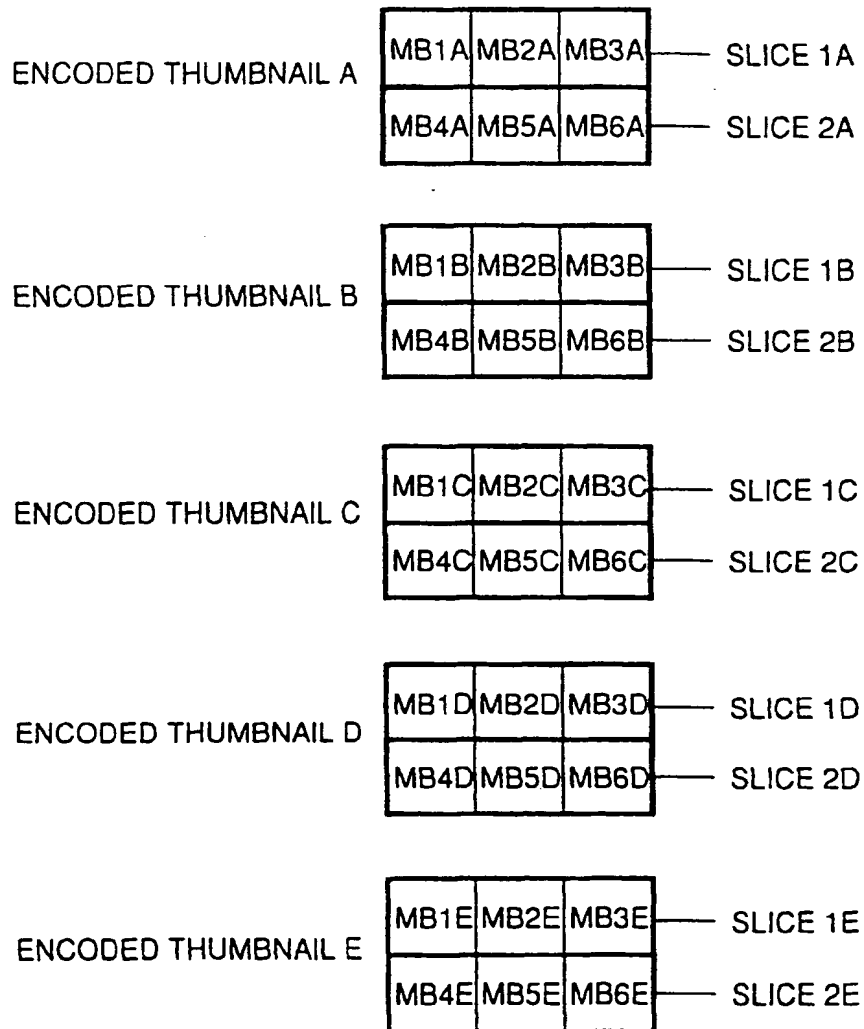 MB1A MB2A MB3A SLICE 1A
ENCODED THUMBNAIL A
MB4A MB5A MB6A SLICE 2A
MB1B MB2B MB3B SLICE 1B
ENCODED THUMBNAIL B
MB4B MB5B MB6B SLICE 2B
MB1C MB2C MB3C SLICE 1C
ENCODED THUMBNAIL C
MB4C MB5C MB6C SLICE 2C
MB1D MB2D MB3D SLICE 1D
ENCODED THUMBNAIL D
MB4D MB5D MB6D SLICE 2D
MB1E MB2E MB3E SLICE 1E
ENCODED THUMBNAIL E
MB4E MB5E MB6E SLICE 2E